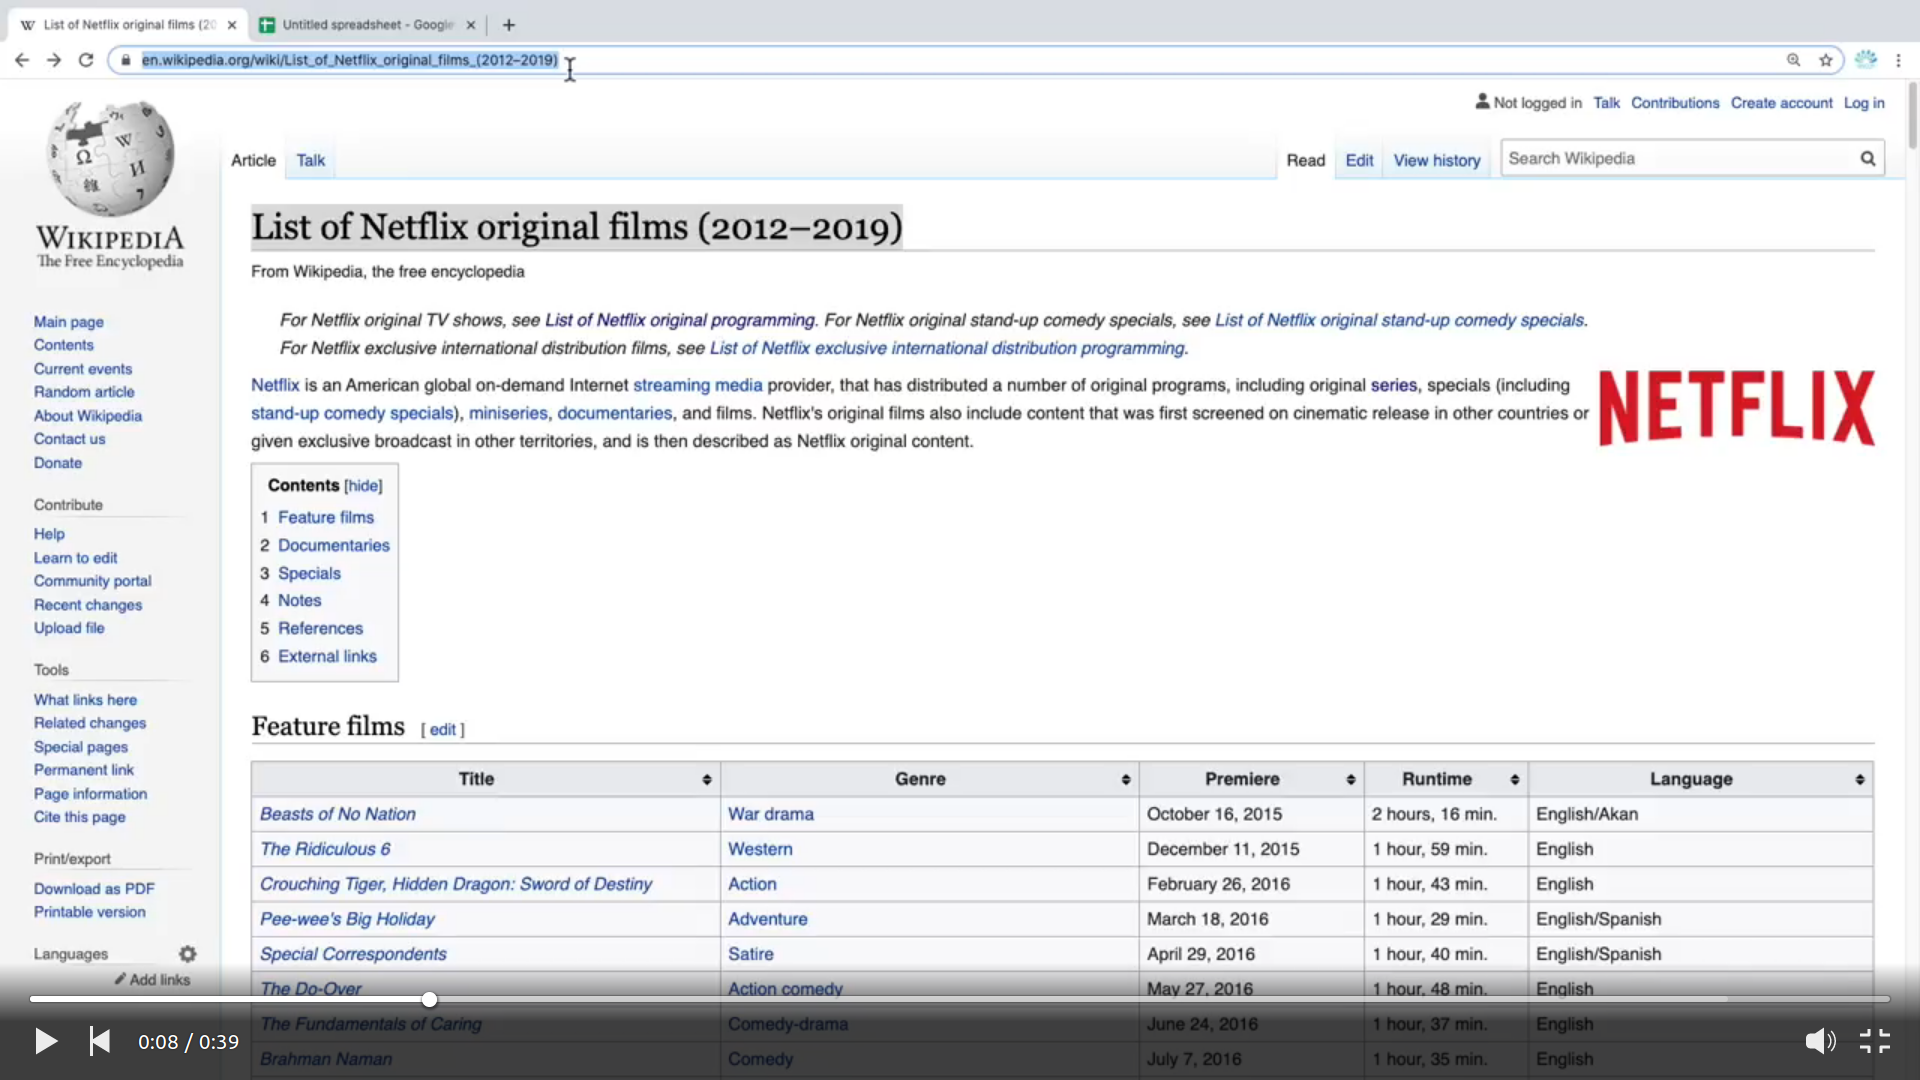 List of Netflix original films (20
Untitled spreadsheet - Google
en.wikipedia.org/wiki/List_of_Netflix_original_films_(2012–2019)
Not logged in Talk Contributions Create account Log in
Article Talk Read Edit View history Search Wikipedia
WIKIPEDIA
The Free Encyclopedia
Main page
Contents
Current events
Random article
About Wikipedia
Contact us
Donate
Contribute
Help
Learn to edit
Community portal
Recent changes
Upload file
Tools
What links here
Related changes
Special pages
Permanent link
Page information
Cite this page
Print/export
Download as PDF
Printable version
Languages
Add links
List of Netflix original films (2012–2019)
From Wikipedia, the free encyclopedia
For Netflix original TV shows, see List of Netflix original programming. For Netflix original stand-up comedy specials, see List of Netflix original stand-up comedy specials.
For Netflix exclusive international distribution films, see List of Netflix exclusive international distribution programming.
Netflix is an American global on-demand Internet streaming media provider, that has distributed a number of original programs, including original series, specials (including
stand-up comedy specials), miniseries, documentaries, and films. Netflix's original films also include content that was first screened on cinematic release in other countries or
given exclusive broadcast in other territories, and is then described as Netflix original content.
NETFLIX
Contents [hide]
1 Feature films
2 Documentaries
3 Specials
4 Notes
5 References
6 External links
Feature films [ edit ]
Title Genre Premiere Runtime Language
Beasts of No Nation War drama October 16, 2015 2 hours, 16 min. English/Akan
The Ridiculous 6 Western December 11, 2015 1 hour, 59 min. English
Crouching Tiger, Hidden Dragon: Sword of Destiny Action February 26, 2016 1 hour, 43 min. English
Pee-wee's Big Holiday Adventure March 18, 2016 1 hour, 29 min. English/Spanish
Special Correspondents Satire April 29, 2016 1 hour, 40 min. English/Spanish
The Do-Over Action comedy May 27, 2016 1 hour, 48 min. English
The Fundamentals of Caring Comedy-drama June 24, 2016 1 hour, 37 min. English
Brahman Naman Comedy July 7, 2016 1 hour, 35 min. English
0:08 / 0:39